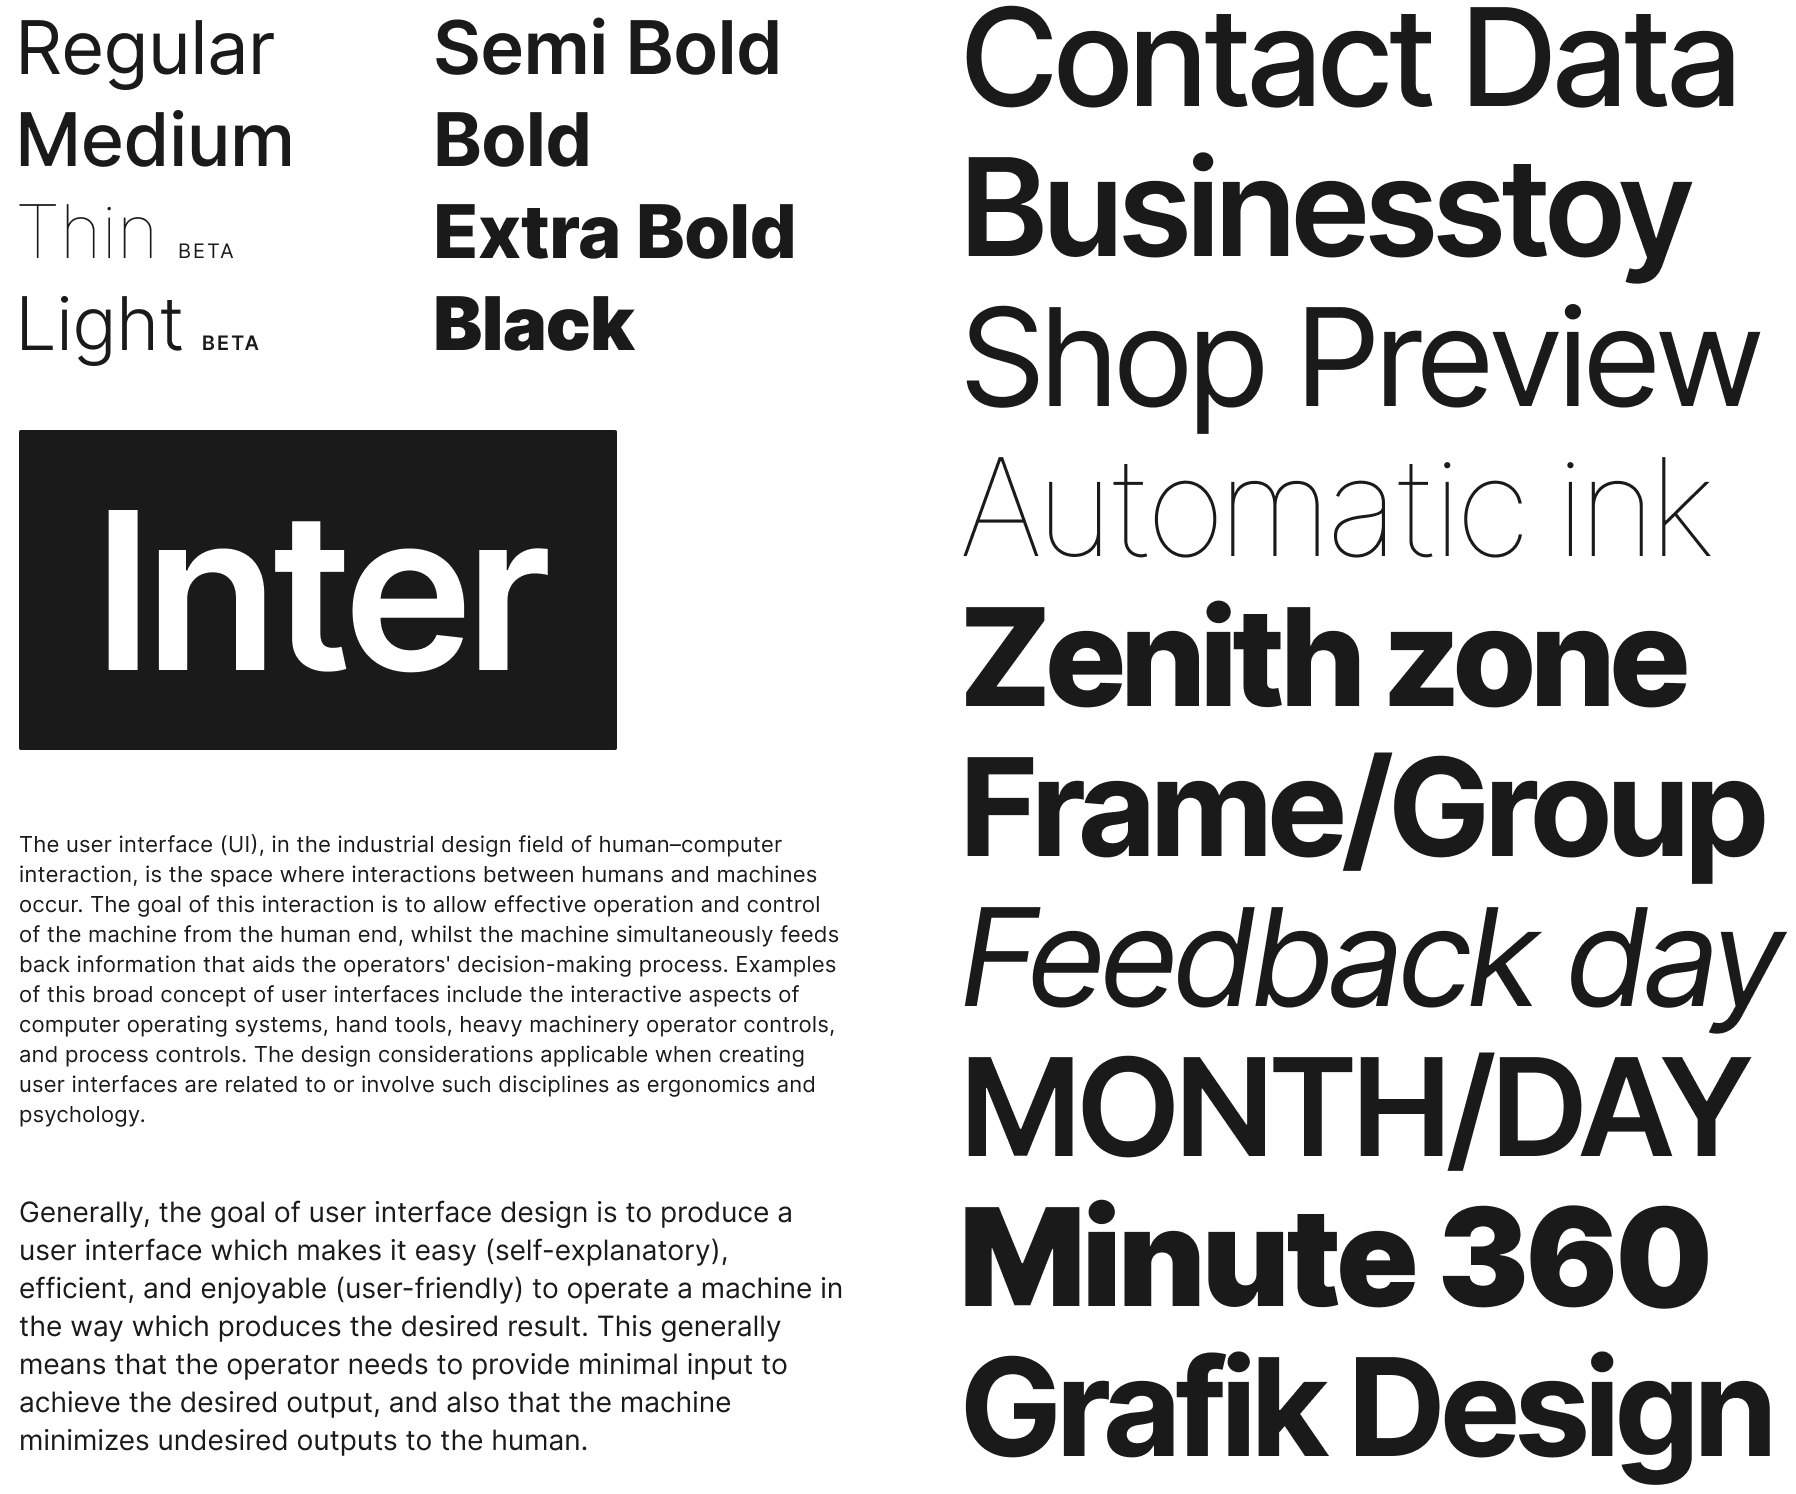 Regular
Medium
Thin BETA
Light BETA
Semi Bold
Bold
Extra Bold
Black
Inter
The user interface (UI), in the industrial design field of human–computer
interaction, is the space where interactions between humans and machines
occur. The goal of this interaction is to allow effective operation and control
of the machine from the human end, whilst the machine simultaneously feeds
back information that aids the operators' decision-making process. Examples
of this broad concept of user interfaces include the interactive aspects of
computer operating systems, hand tools, heavy machinery operator controls,
and process controls. The design considerations applicable when creating
user interfaces are related to or involve such disciplines as ergonomics and
psychology.
Generally, the goal of user interface design is to produce a
user interface which makes it easy (self-explanatory),
efficient, and enjoyable (user-friendly) to operate a machine in
the way which produces the desired result. This generally
means that the operator needs to provide minimal input to
achieve the desired output, and also that the machine
minimizes undesired outputs to the human.
Contact Data
Businesstoy
Shop Preview
Automatic ink
Zenith zone
Frame/Group
Feedback day
MONTH/DAY
Minute 360
Grafik Design